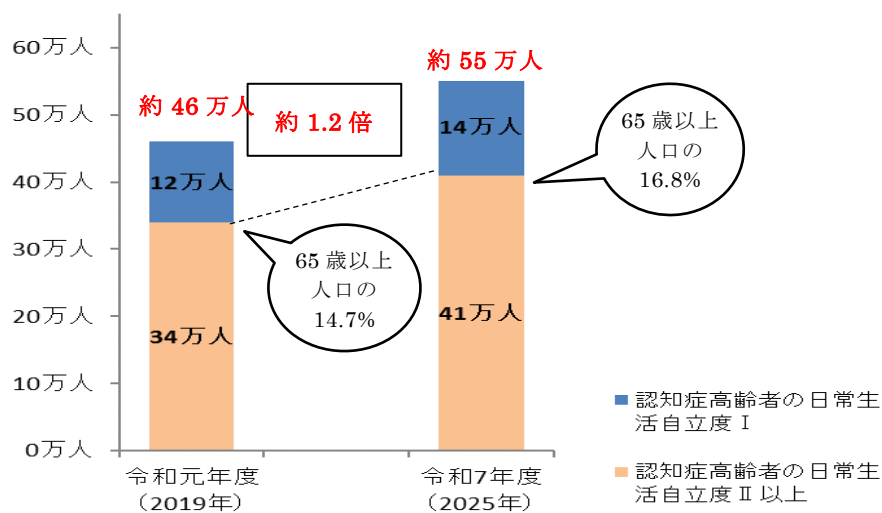 60万人
50万人
40万人
30万人
20万人
10万人
0万人
約 46 万人
約 1.2 倍
約 55 万人
12万人
34万人
14万人
41万人
65 歳以上
人口の
14.7%
65 歳以上
人口の
16.8%
令和元年度
（2019年）
令和7年度
（2025年）
認知症高齢者の日常生
活自立度Ⅰ
認知症高齢者の日常生
活自立度Ⅱ以上